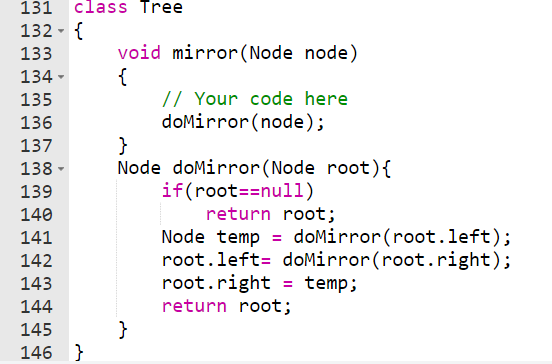 131 class Tree
132 {
133     void mirror(Node node)
134     {
135         // Your code here
136         doMirror(node);
137     }
138     Node doMirror(Node root){
139         if(root==null)
140             return root;
141         Node temp = doMirror(root.left);
142         root.left= doMirror(root.right);
143         root.right = temp;
144         return root;
145     }
146 }